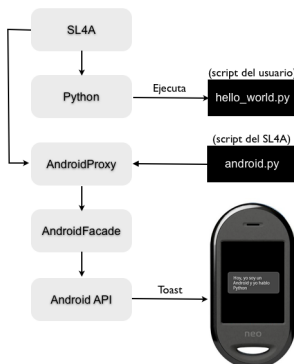 SL4A
(script del usuario)
Python
Ejecuta
hello_world.py
(script del SL4A)
AndroidProxy
android.py
AndroidFacade
Android API
Toast
Hoy, yo soy un
Android y yo hablo
Python
neo